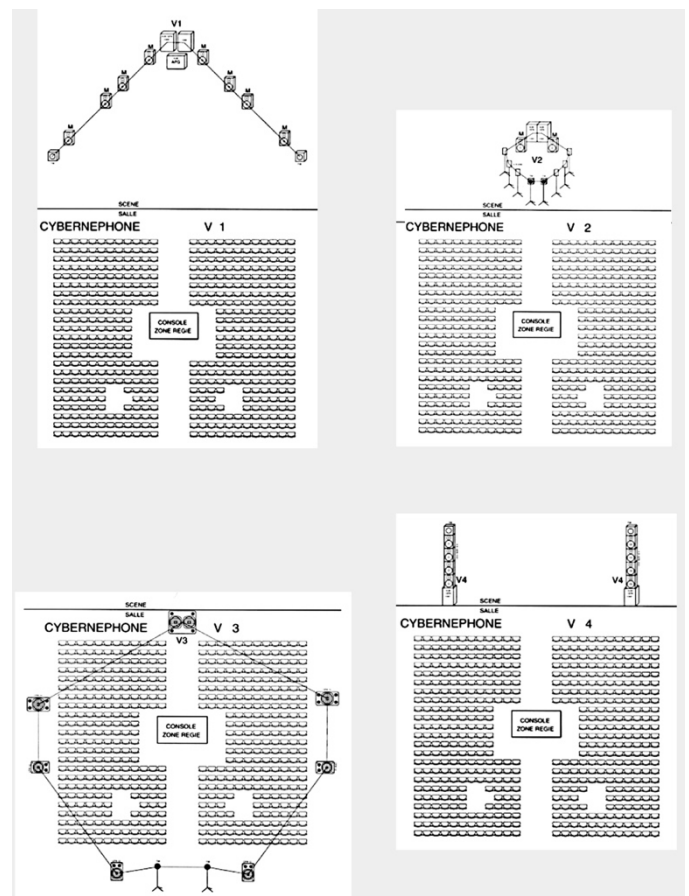 V1
M M
M M
M M
M M
SCENE
SALLE
CYBERNEPHONE V 1
CONSOLE
ZONE REGIE
M M
V2
SCENE
SALLE
CYBERNEPHONE V 2
CONSOLE
ZONE REGIE
SCENE
SALLE
CYBERNEPHONE V 3
V3
CONSOLE
ZONE REGIE
V4 V4
SCENE
SALLE
CYBERNEPHONE V 4
CONSOLE
ZONE REGIE